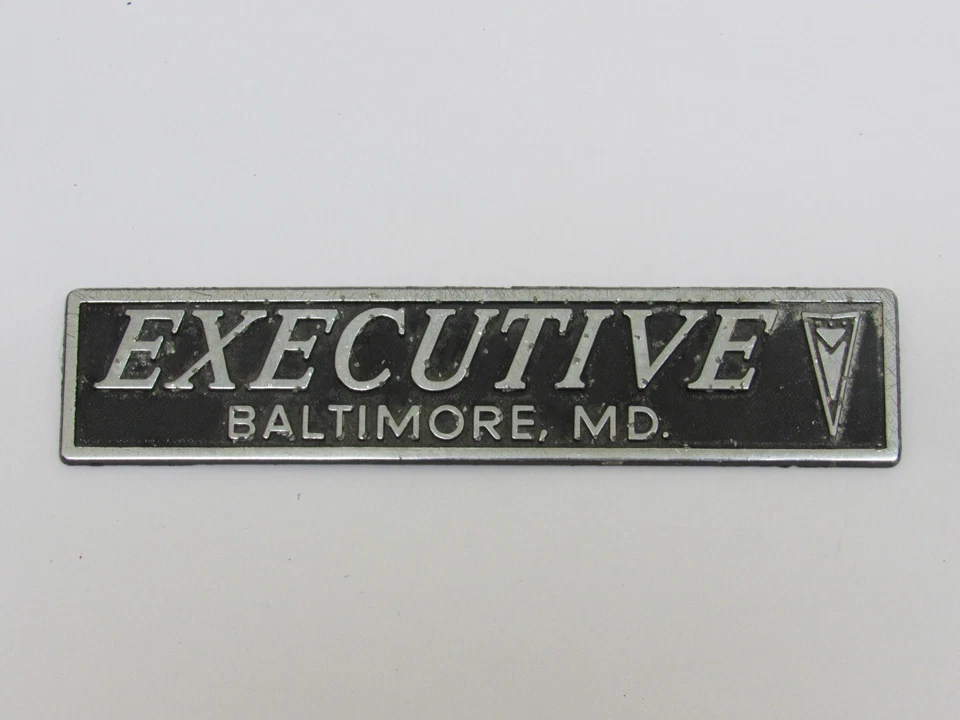 EXECUTIVE
BALTIMORE, MD.